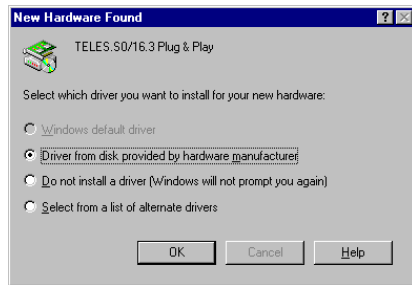 New Hardware Found
TELES.S0/16.3 Plug & Play
Select which driver you want to install for your new hardware:
Windows default driver
Driver from disk provided by hardware manufacturer
Do not install a driver (Windows will not prompt you again)
Select from a list of alternate drivers
OK Cancel Help